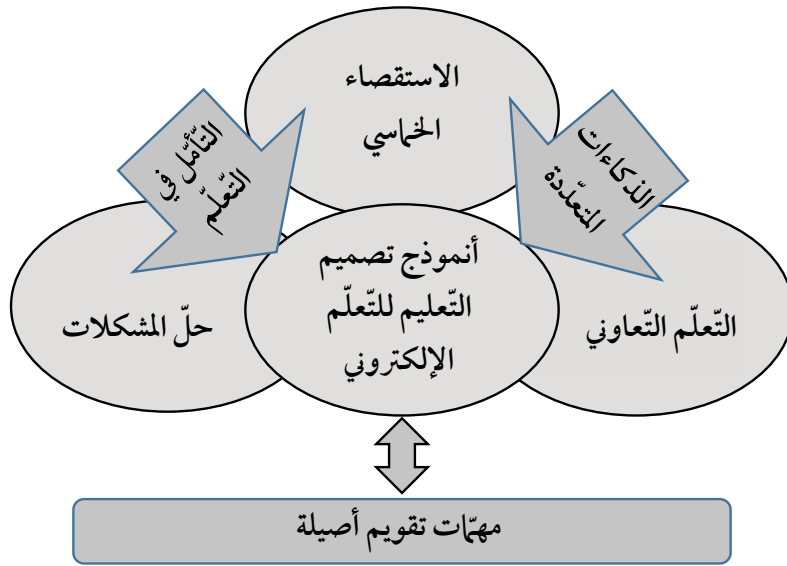 الاستقصاء
الخماسي
الذكاءات
المتعدّدة
التّأمّل في
التّعلّم
أنموذج تصميم
التّعليم للتّعلّم
الإلكتروني
التّعلّم التّعاوني
حلّ المشكلات
مهمّات تقويم أصيلة